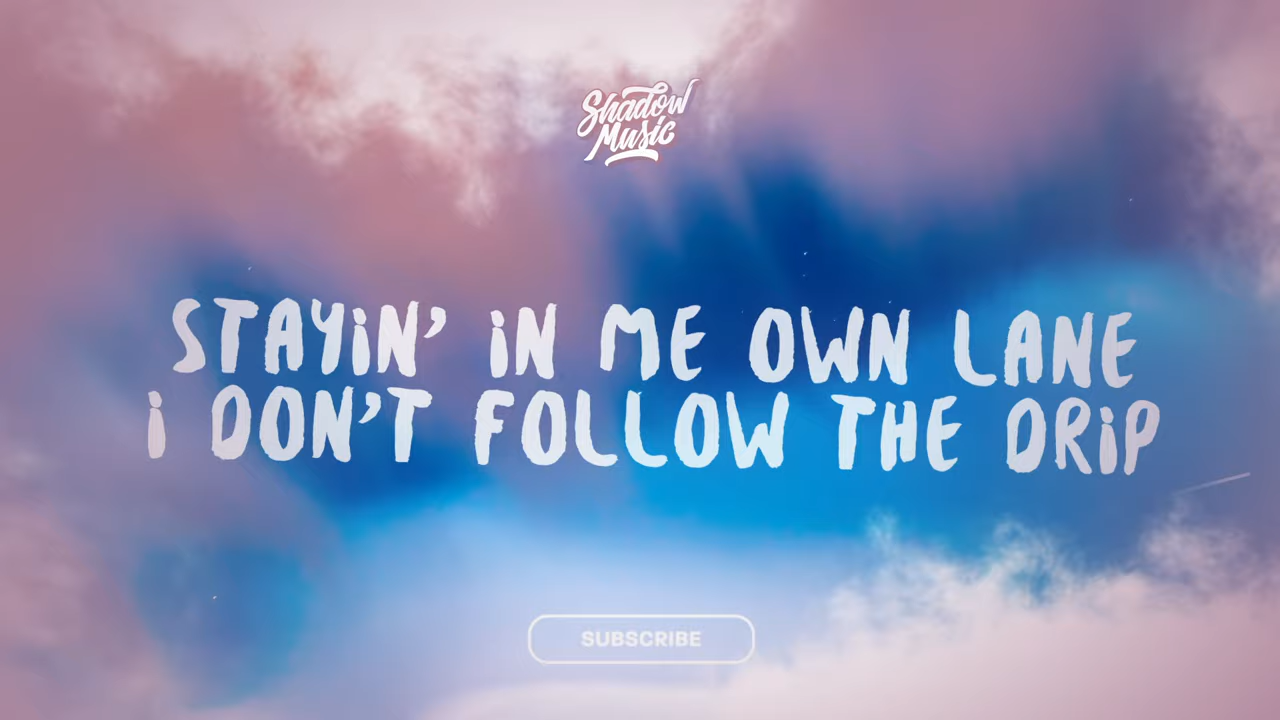 Shadow
Music
STAYiN' iN ME OWN LANE
i DON'T FOLLOW THE DRiP
SUBSCRIBE